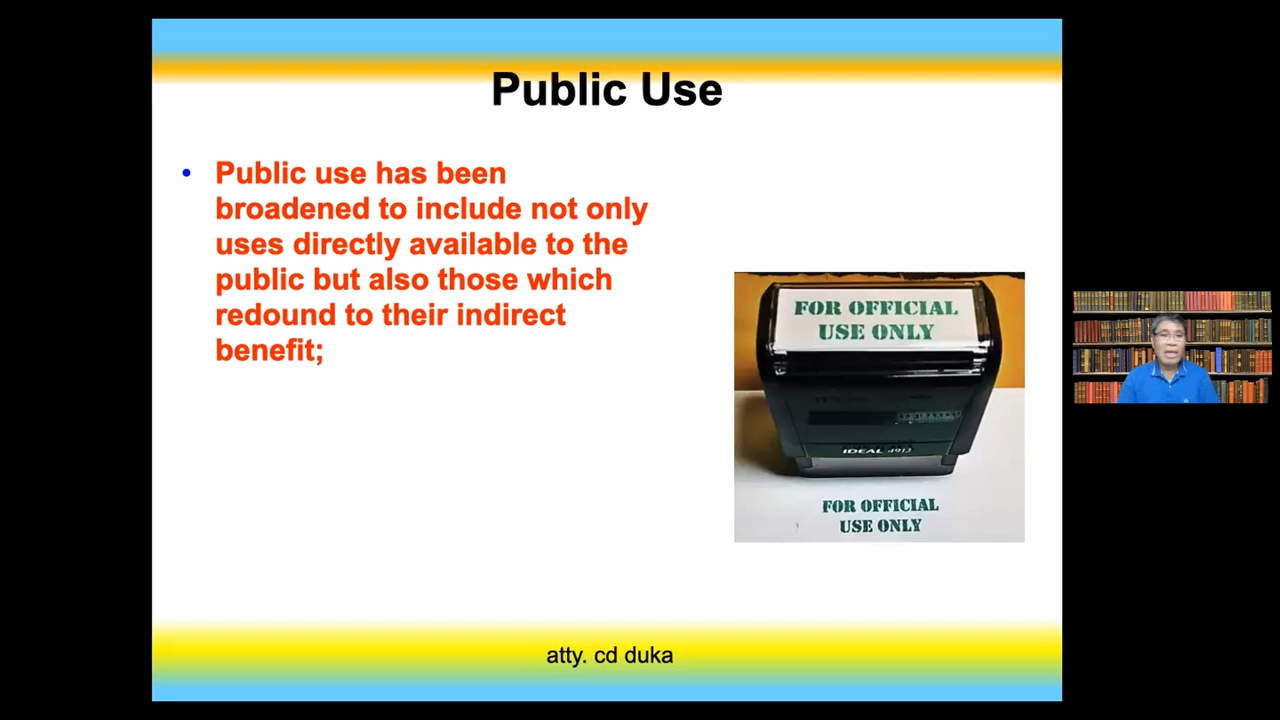 Public Use
• Public use has been
broadened to include not only
uses directly available to the
public but also those which
redound to their indirect
benefit;
FOR OFFICIAL
USE ONLY
IDEAL 4913
FOR OFFICIAL
USE ONLY
atty. cd duka